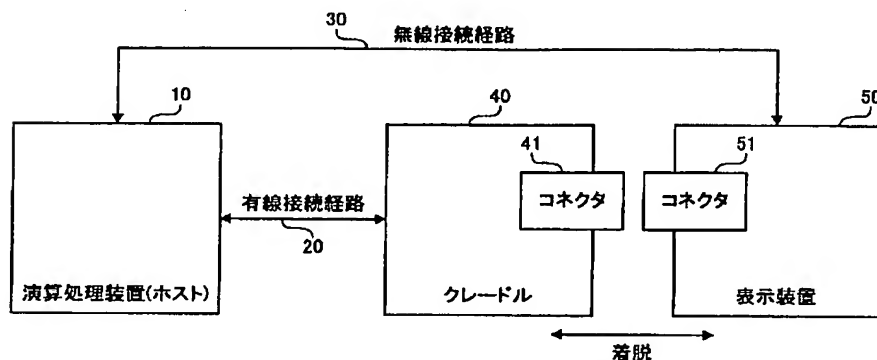 30
無線接続経路
10
40
50
41
51
コネクタ
コネクタ
有線接続経路
20
演算処理装置(ホスト)
クレードル
表示装置
着脱